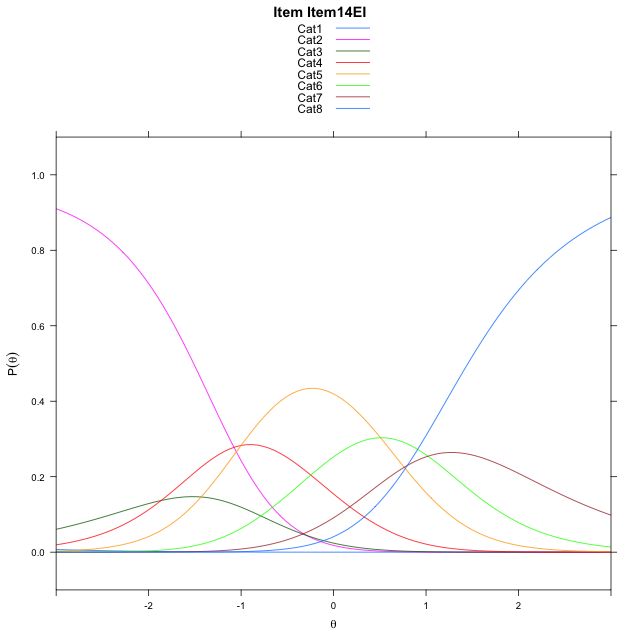 Item Item14EI
Cat1
Cat2
Cat3
Cat4
Cat5
Cat6
Cat7
Cat8
1.0
0.8
0.6
0.4
0.2
0.0
P(θ)
-2 -1 0 1 2
θ